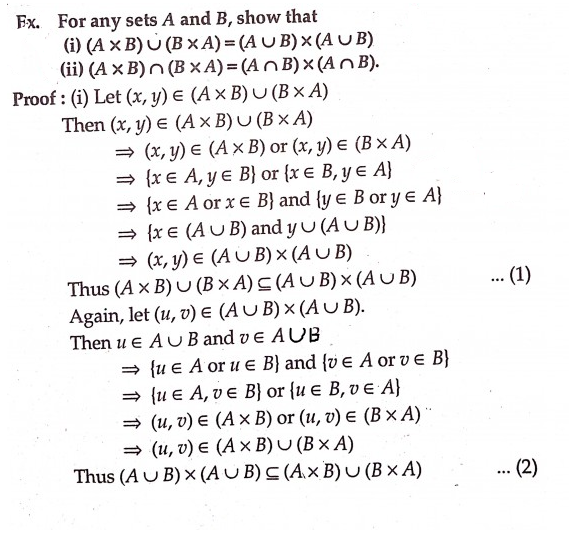 Ex. For any sets A and B, show that
(i) (A × B) ∪ (B × A) = (A ∪ B) × (A ∪ B)
(ii) (A × B) ∩ (B × A) = (A ∩ B) × (A ∩ B).
Proof : (i) Let (x, y) ∈ (A × B) ∪ (B × A)
Then (x, y) ∈ (A × B) ∪ (B × A)
⇒ (x, y) ∈ (A × B) or (x, y) ∈ (B × A)
⇒ {x ∈ A, y ∈ B} or {x ∈ B, y ∈ A}
⇒ {x ∈ A or x ∈ B} and {y ∈ B or y ∈ A}
⇒ {x ∈ (A ∪ B) and y ∪ (A ∪ B)}
⇒ (x, y) ∈ (A ∪ B) × (A ∪ B)
Thus (A × B) ∪ (B × A) ⊆ (A ∪ B) × (A ∪ B) ... (1)
Again, let (u, v) ∈ (A ∪ B) × (A ∪ B).
Then u ∈ A ∪ B and v ∈ A ∪ B
⇒ {u ∈ A or u ∈ B} and {v ∈ A or v ∈ B}
⇒ {u ∈ A, v ∈ B} or {u ∈ B, v ∈ A}
⇒ (u, v) ∈ (A × B) or (u, v) ∈ (B × A)
⇒ (u, v) ∈ (A × B) ∪ (B × A)
Thus (A ∪ B) × (A ∪ B) ⊆ (A × B) ∪ (B × A) ... (2)